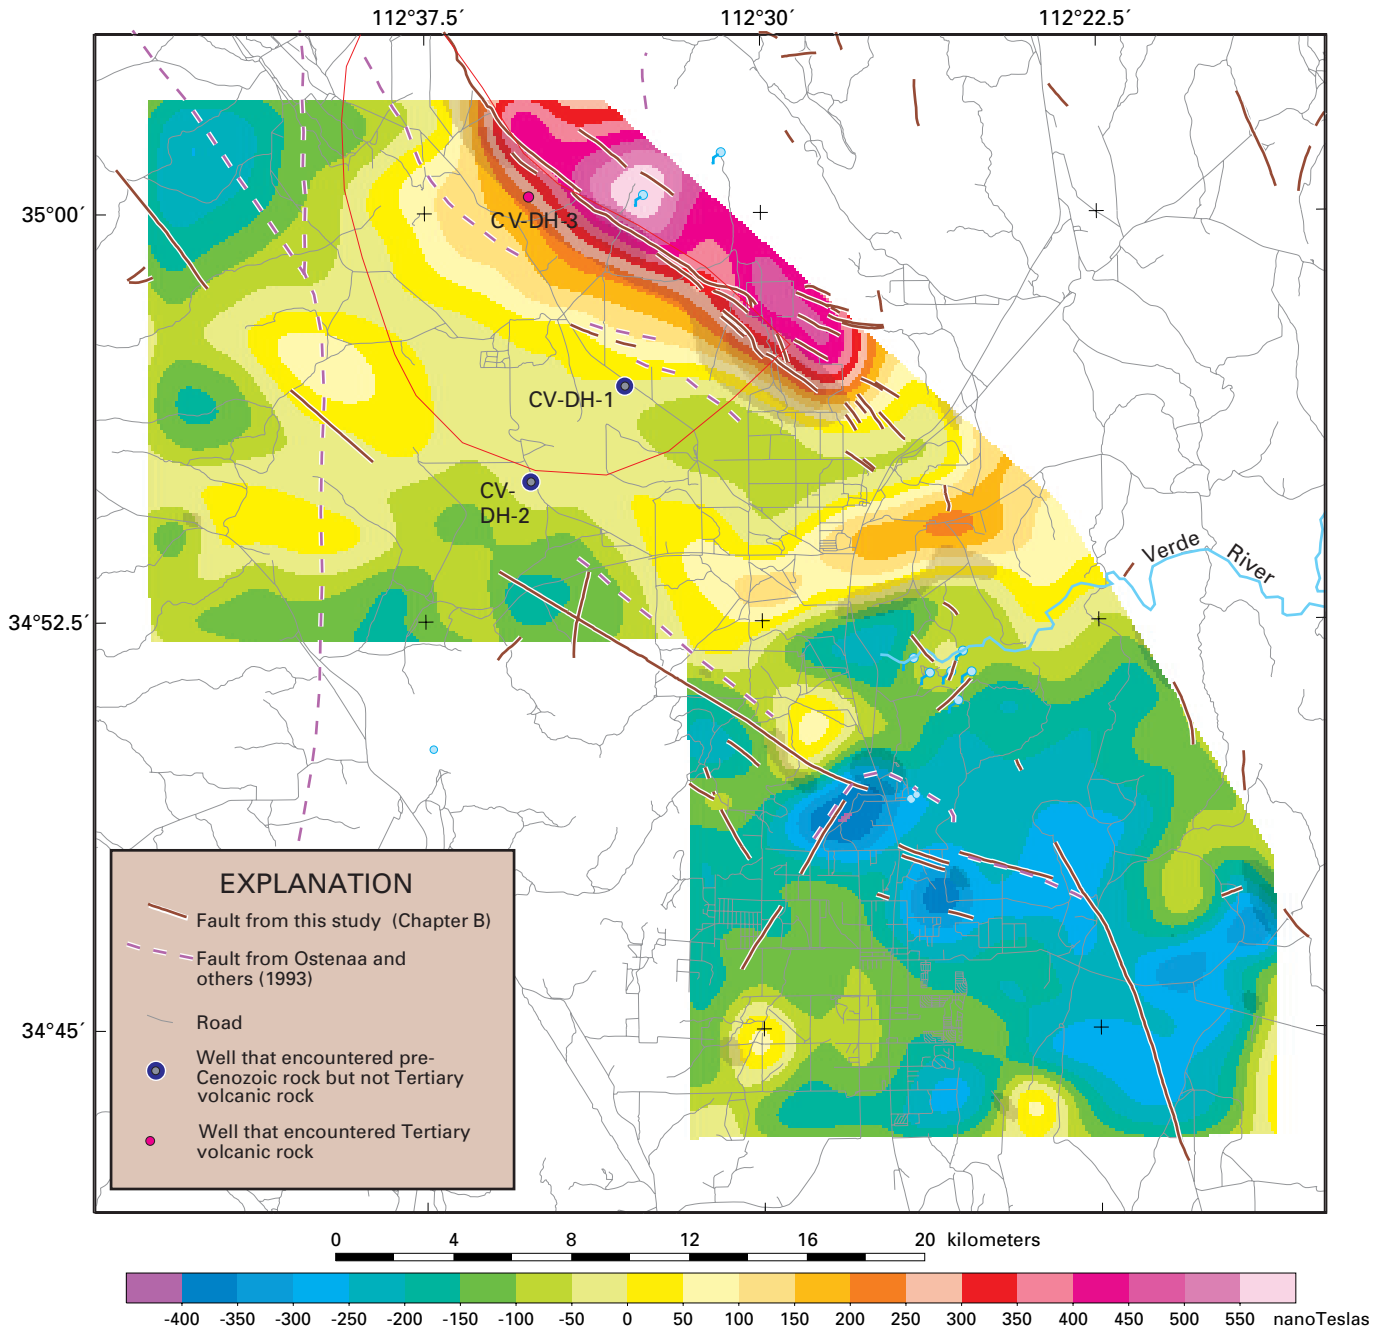 112°37.5´
112°30´
112°22.5´
35°00´
CV-DH-3
CV-DH-1
CV-
DH-2
Verde
River
34°52.5´
34°45´
EXPLANATION
Fault from this study (Chapter B)
Fault from Ostenaa and
others (1993)
Road
Well that encountered pre-
Cenozoic rock but not Tertiary
volcanic rock
Well that encountered Tertiary
volcanic rock
0 4 8 12 16 20 kilometers
-400 -350 -300 -250 -200 -150 -100 -50 0 50 100 150 200 250 300 350 400 450 500 550 nanoTeslas